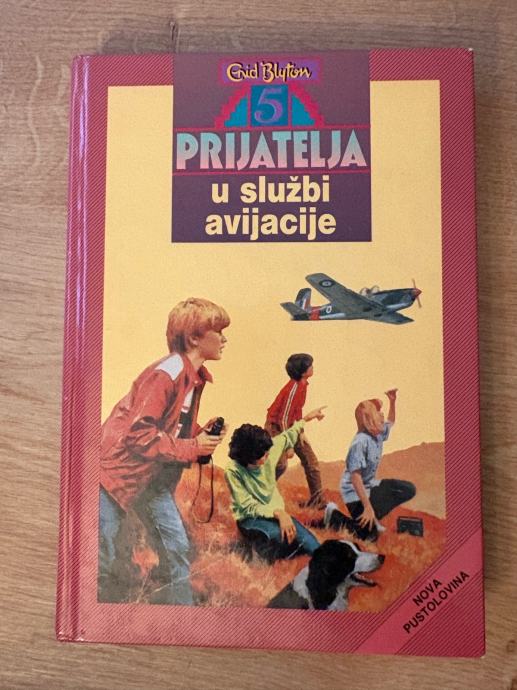 Enid Blyton
5
PRIJATELJA
u službi
avijacije
NOVA
PUSTOLOVINA